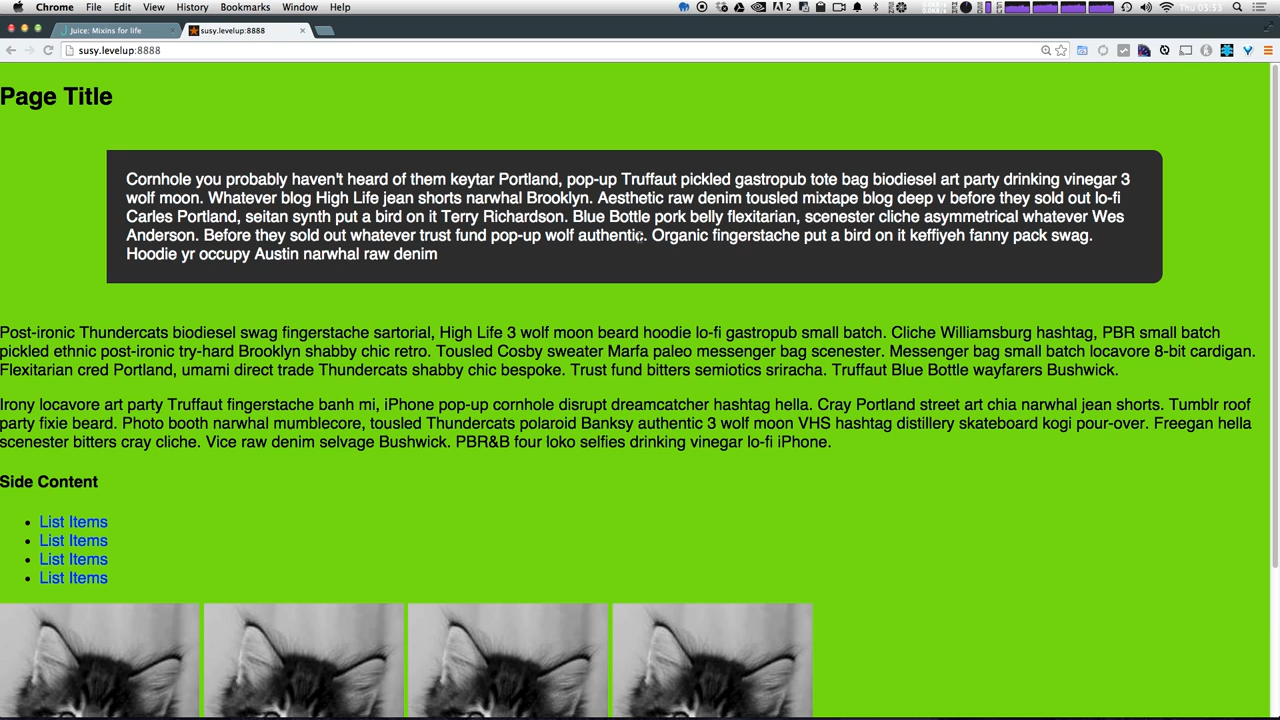 Chrome File Edit View History Bookmarks Window Help
A 2
Thu 03:53
Juice: Mixins for life
susy.levelup:8888
susy.levelup:8888
Page Title
Cornhole you probably haven't heard of them keytar Portland, pop-up Truffaut pickled gastropub tote bag biodiesel art party drinking vinegar 3
wolf moon. Whatever blog High Life jean shorts narwhal Brooklyn. Aesthetic raw denim tousled mixtape blog deep v before they sold out lo-fi
Carles Portland, seitan synth put a bird on it Terry Richardson. Blue Bottle pork belly flexitarian, scenester cliche asymmetrical whatever Wes
Anderson. Before they sold out whatever trust fund pop-up wolf authentic. Organic fingerstache put a bird on it keffiyeh fanny pack swag.
Hoodie yr occupy Austin narwhal raw denim
Post-ironic Thundercats biodiesel swag fingerstache sartorial, High Life 3 wolf moon beard hoodie lo-fi gastropub small batch. Cliche Williamsburg hashtag, PBR small batch
pickled ethnic post-ironic try-hard Brooklyn shabby chic retro. Tousled Cosby sweater Marfa paleo messenger bag scenester. Messenger bag small batch locavore 8-bit cardigan.
Flexitarian cred Portland, umami direct trade Thundercats shabby chic bespoke. Trust fund bitters semiotics sriracha. Truffaut Blue Bottle wayfarers Bushwick.
Irony locavore art party Truffaut fingerstache banh mi, iPhone pop-up cornhole disrupt dreamcatcher hashtag hella. Cray Portland street art chia narwhal jean shorts. Tumblr roof
party fixie beard. Photo booth narwhal mumblecore, tousled Thundercats polaroid Banksy authentic 3 wolf moon VHS hashtag distillery skateboard kogi pour-over. Freegan hella
scenester bitters cray cliche. Vice raw denim selvage Bushwick. PBR&B four loko selfies drinking vinegar lo-fi iPhone.
Side Content
List Items
List Items
List Items
List Items